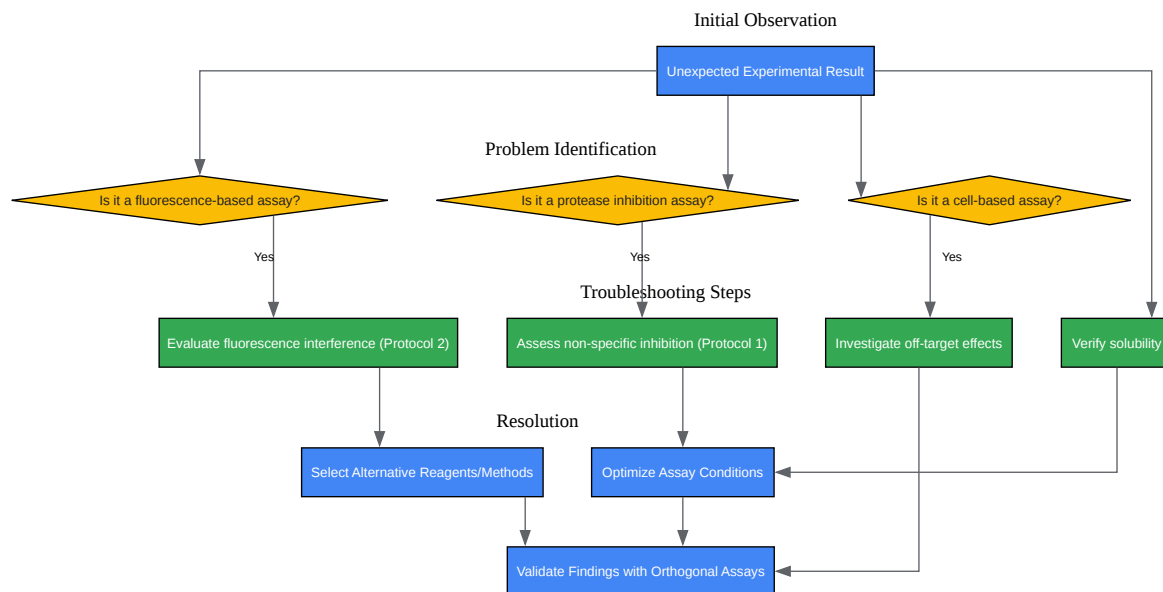 Initial Observation
Unexpected Experimental Result
Problem Identification
Is it a fluorescence-based assay?
Is it a protease inhibition assay?
Is it a cell-based assay?
Yes
Yes
Yes
Troubleshooting Steps
Evaluate fluorescence interference (Protocol 2)
Assess non-specific inhibition (Protocol 1)
Investigate off-target effects
Verify solubility
Resolution
Select Alternative Reagents/Methods
Optimize Assay Conditions
Validate Findings with Orthogonal Assays